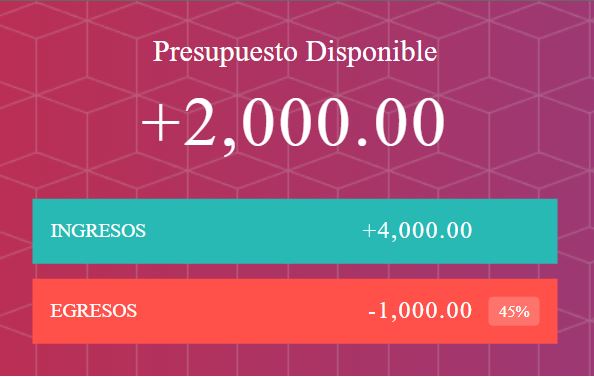 Presupuesto Disponible
+2,000.00
INGRESOS +4,000.00
EGRESOS -1,000.00 45%